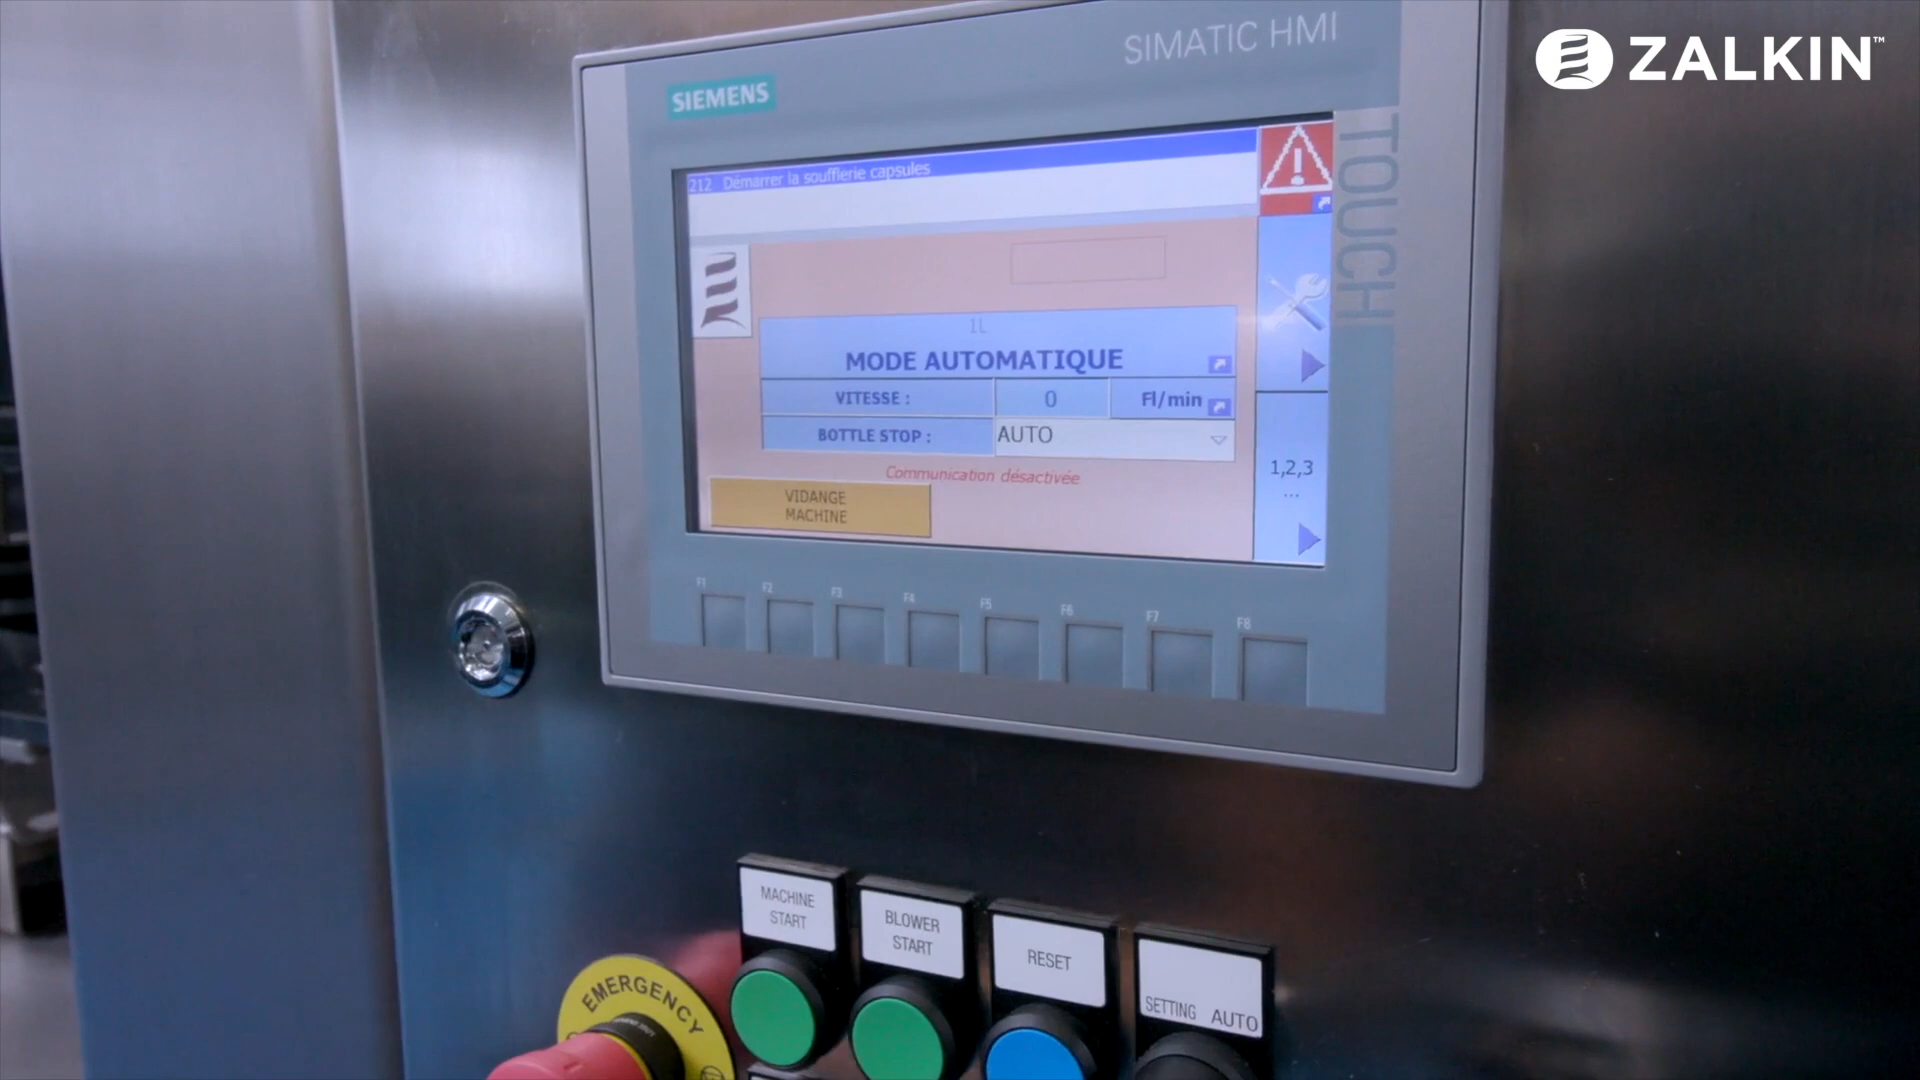 ZALKIN™
SIMATIC HMI
SIEMENS
TOUCH
212 Démarrer la soufflerie capsules
1L
MODE AUTOMATIQUE
VITESSE : 0 Fl/min
BOTTLE STOP : AUTO
1,2,3
...
Communication désactivée
VIDANGE
MACHINE
F1 F2 F3 F4 F5 F6 F7 F8
MACHINE
START
BLOWER
START
RESET
SETTING AUTO
EMERGENCY